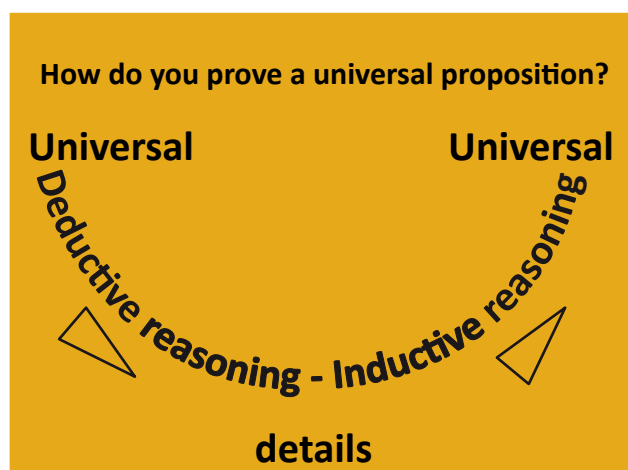 How do you prove a universal proposition?
Universal Universal
Deductive reasoning - Inductive reasoning
details